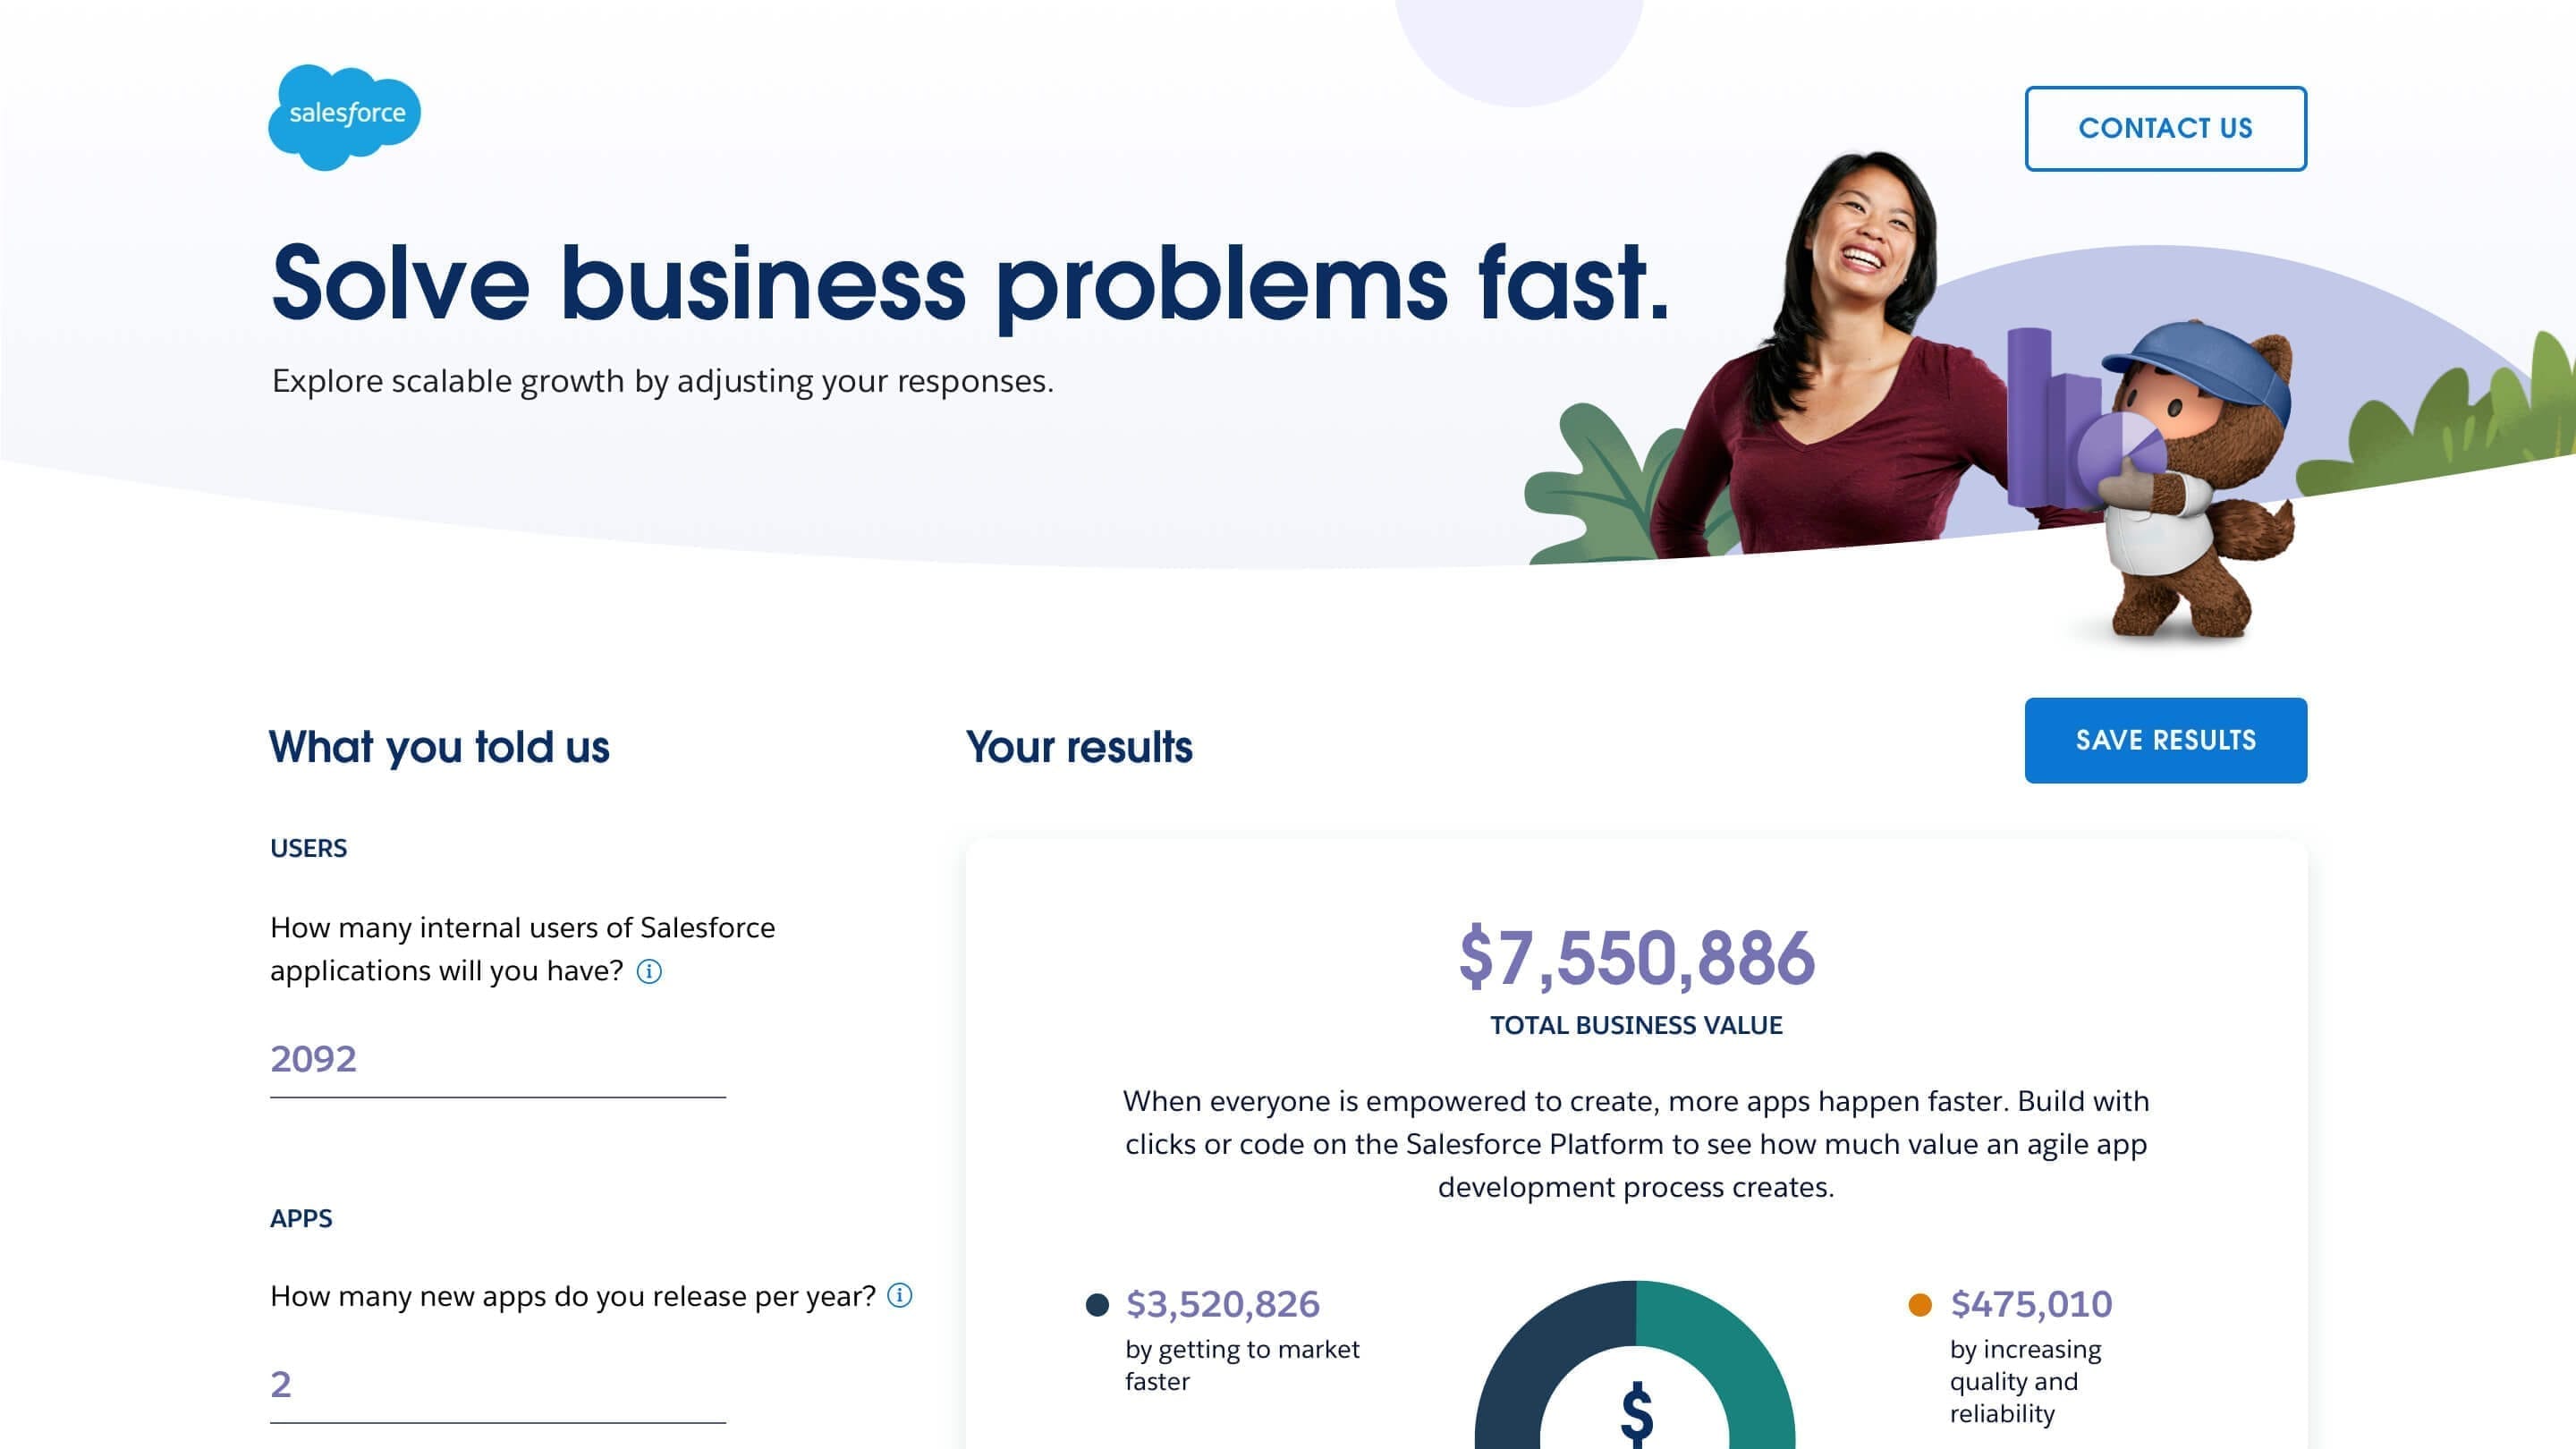 salesforce
CONTACT US
Solve business problems fast.
Explore scalable growth by adjusting your responses.
What you told us
USERS
How many internal users of Salesforce
applications will you have?
2092
APPS
How many new apps do you release per year?
2
Your results
SAVE RESULTS
$7,550,886
TOTAL BUSINESS VALUE
When everyone is empowered to create, more apps happen faster. Build with
clicks or code on the Salesforce Platform to see how much value an agile app
development process creates.
$3,520,826
by getting to market
faster
$
$475,010
by increasing
quality and
reliability